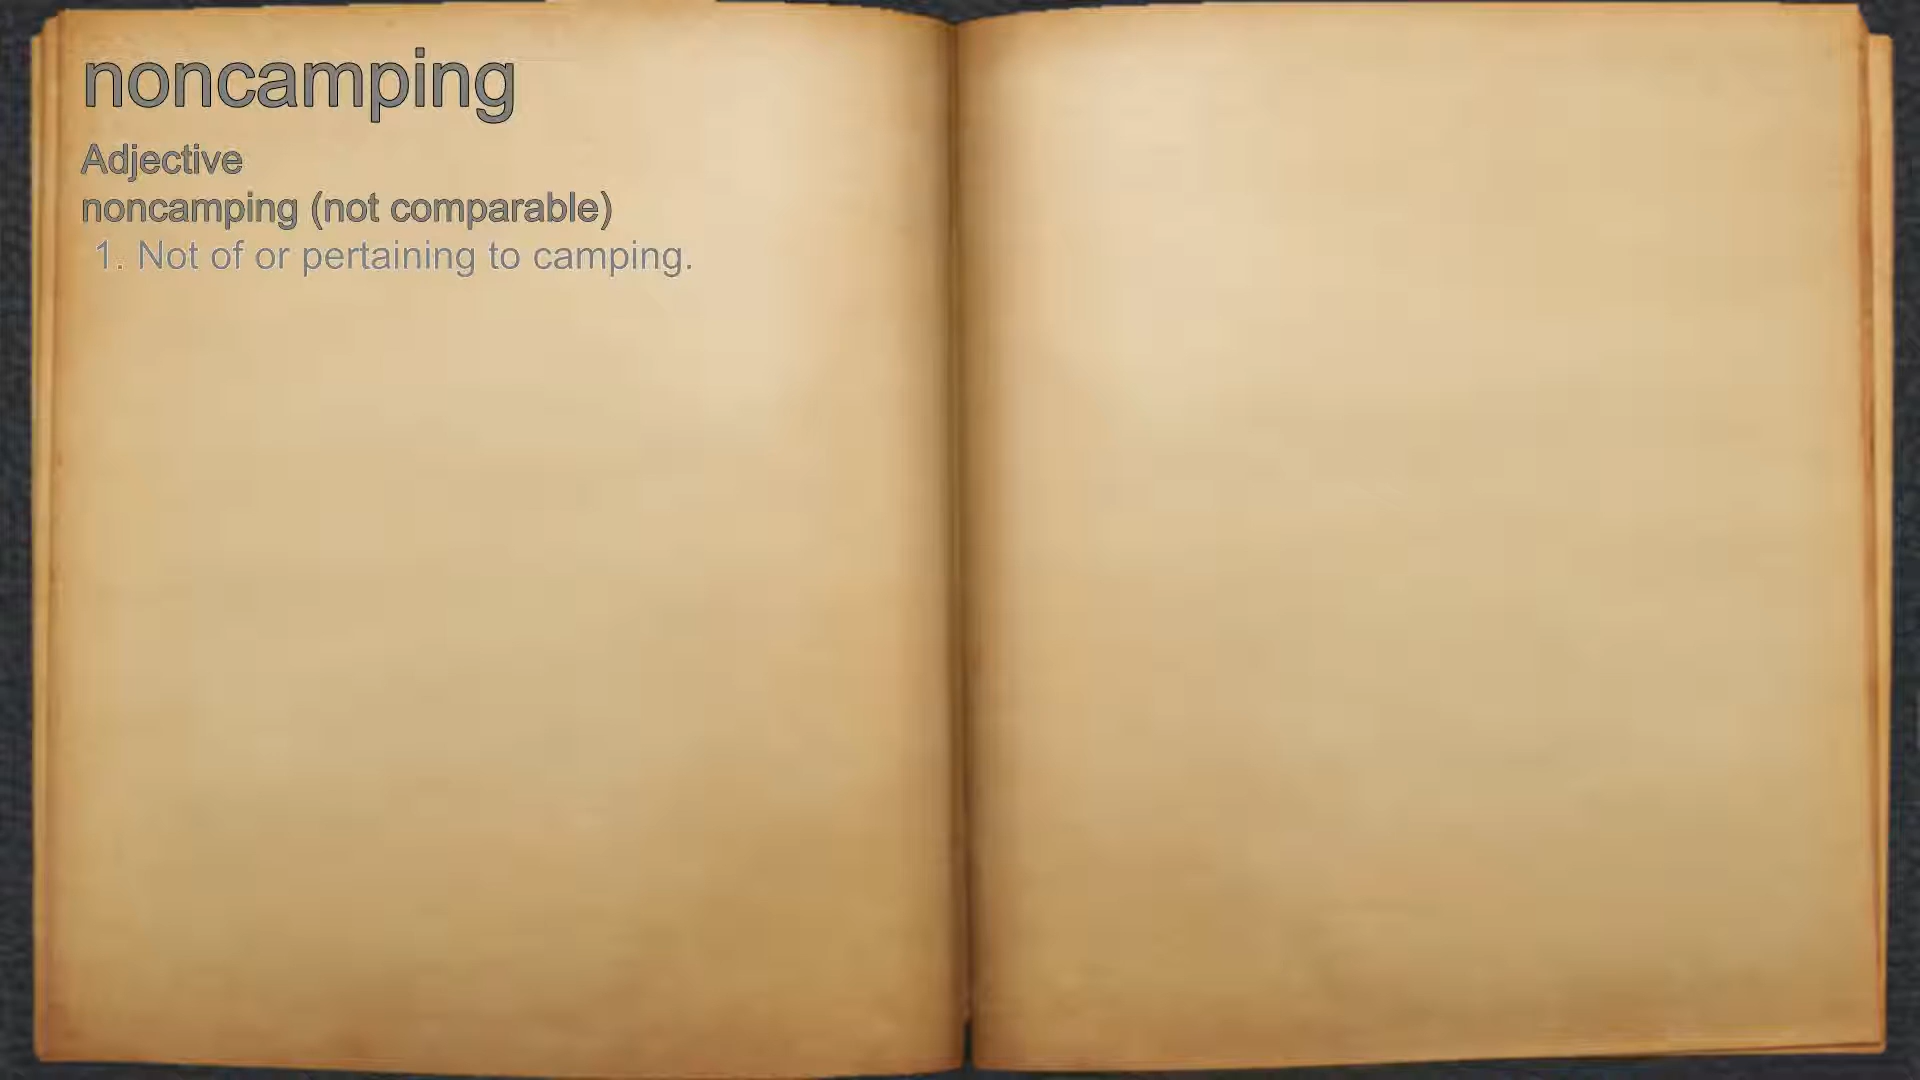 noncamping
Adjective
noncamping (not comparable)
1. Not of or pertaining to camping.